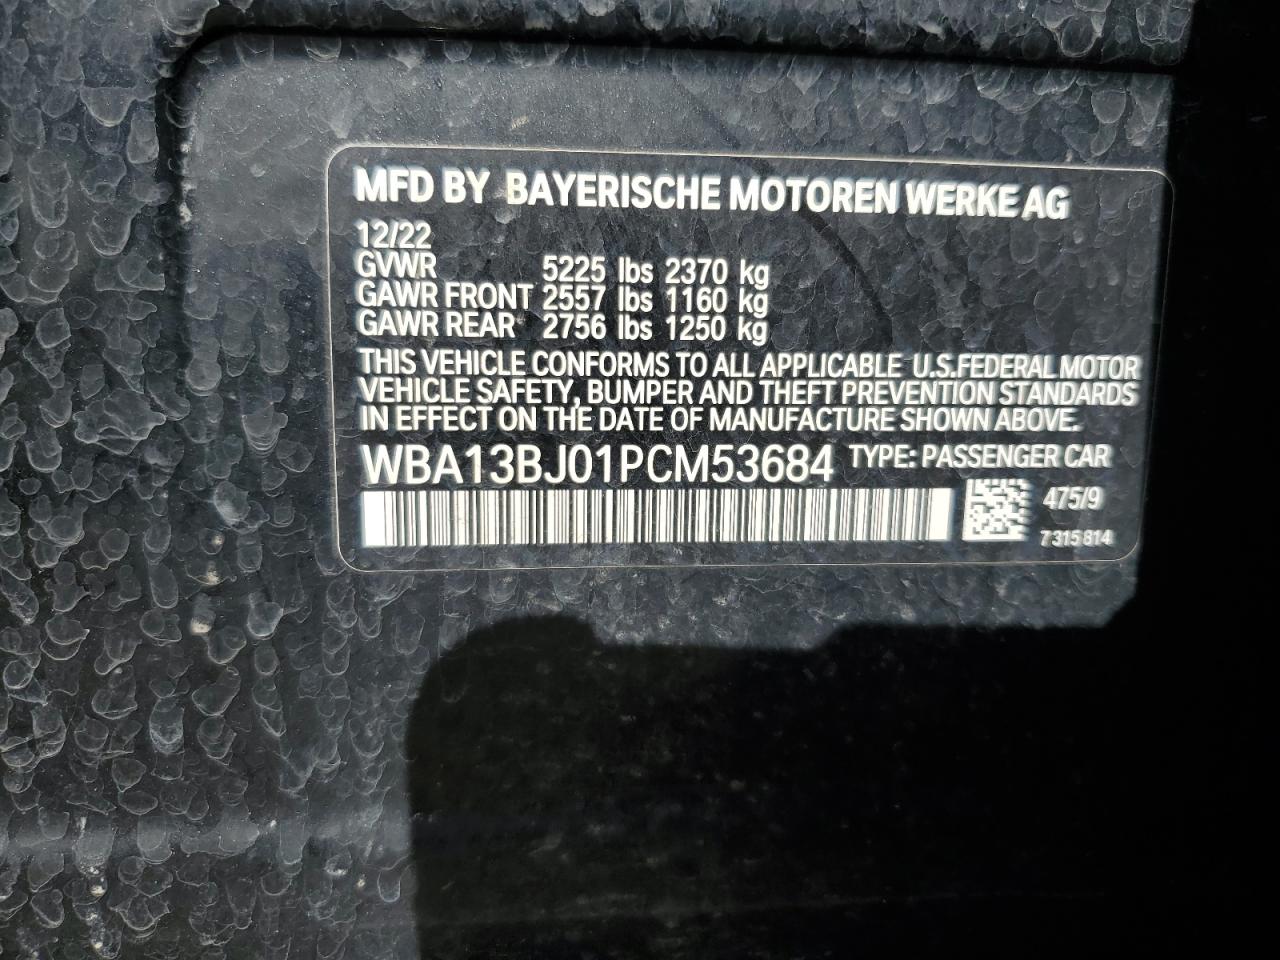 MFD BY BAYERISCHE MOTOREN WERKE AG
12/22
GVWR 5225 lbs 2370 kg
GAWR FRONT 2557 lbs 1160 kg
GAWR REAR 2756 lbs 1250 kg
THIS VEHICLE CONFORMS TO ALL APPLICABLE U.S.FEDERAL MOTOR
VEHICLE SAFETY, BUMPER AND THEFT PREVENTION STANDARDS
IN EFFECT ON THE DATE OF MANUFACTURE SHOWN ABOVE.
WBA13BJ01PCM53684 TYPE: PASSENGER CAR
475/9
7 315 814